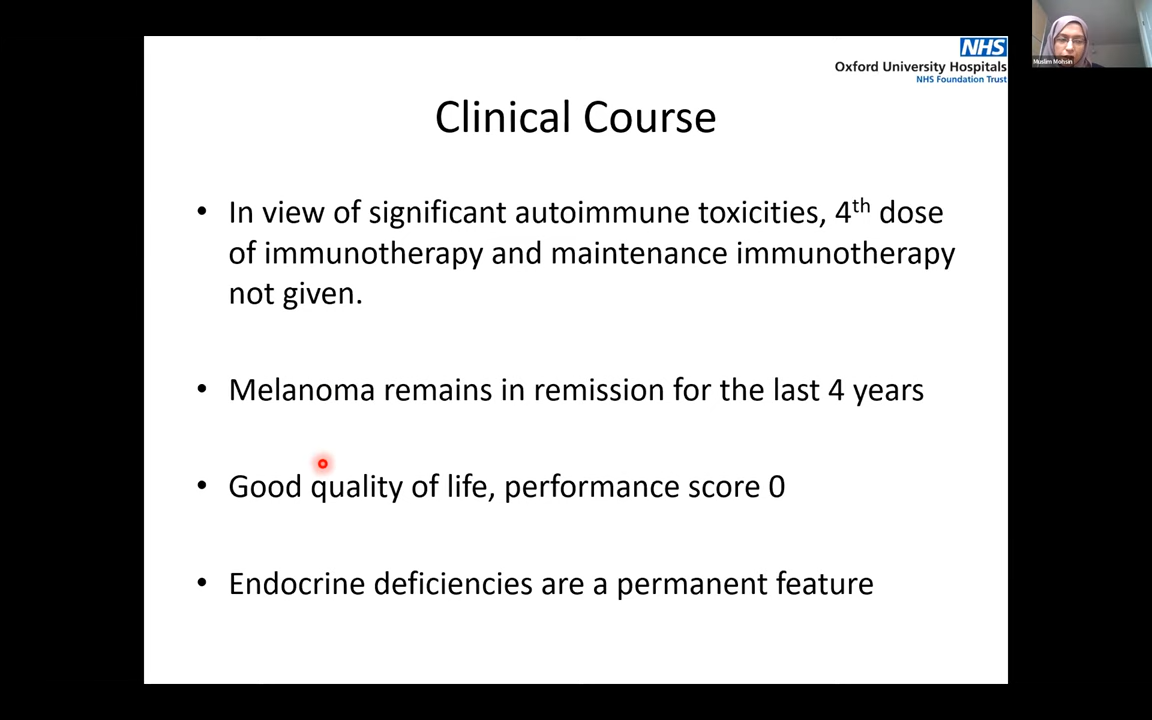 NHS
Oxford University Hospitals
NHS Foundation Trust
Muslim Mohsin
Clinical Course
• In view of significant autoimmune toxicities, 4th dose
of immunotherapy and maintenance immunotherapy
not given.
• Melanoma remains in remission for the last 4 years
• Good quality of life, performance score 0
• Endocrine deficiencies are a permanent feature